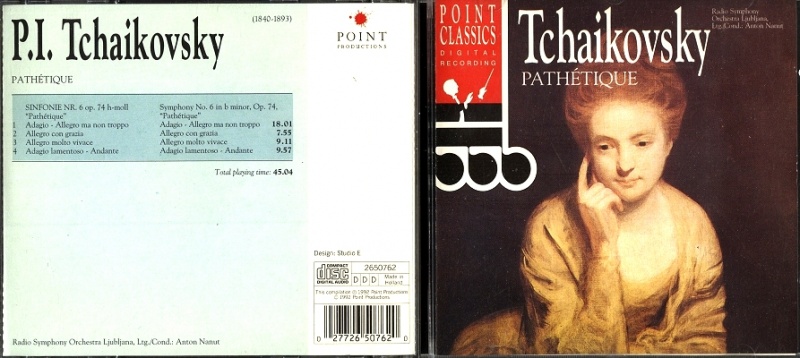 P.I. Tchaikovsky
(1840-1893)
POINT
PRODUCTIONS
PATHÉTIQUE
SINFONIE NR. 6 op. 74 h-moll
"Pathétique"
Symphony No. 6 in b minor, Op. 74,
"Pathétique"
1 Adagio - Allegro ma non troppo Adagio - Allegro ma non troppo 18.01
2 Allegro con grazia Allegro con grazia 7.55
3 Allegro molto vivace Allegro molto vivace 9.11
4 Adagio lamentoso - Andante Adagio lamentoso - Andante 9.57
Total playing time: 45.04
Design: Studio E
COMPACT
disc
DIGITAL AUDIO
2650762
DDD
Made in
Holland
This compilation ℗ 1992 Point Productions
© 1992 Point Productions
0 27726 50762 0
Radio Symphony Orchestra Ljubljana, Ltg./Cond.: Anton Nanut
POINT
CLASSICS
DIGITAL
RECORDING
Tchaikovsky
PATHÉTIQUE
Radio Symphony
Orchestra Ljubljana,
Ltg./Cond.: Anton Nanut